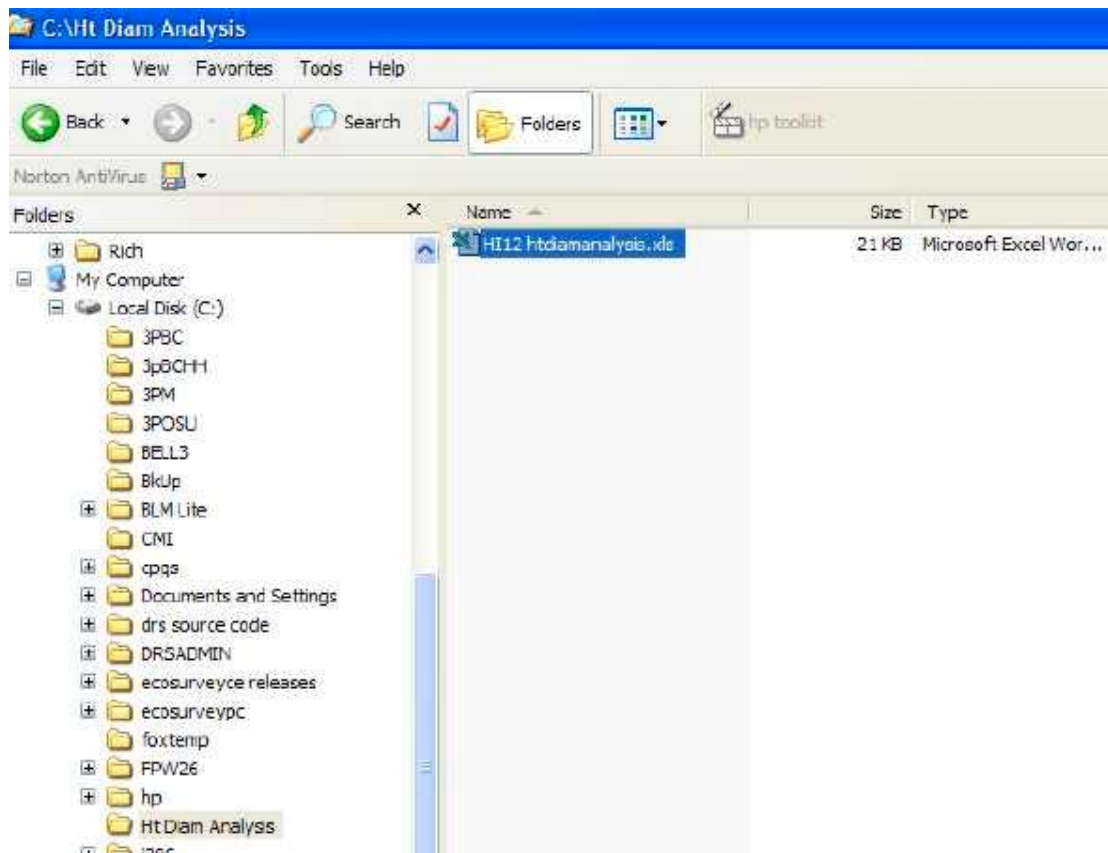 C:\Ht Diam Analysis
File Edit View Favorites Tools Help
Back Search Folders hp toolkit
Norton AntiVirus
Folders
Name Size Type
HI12 htdiamanalysis.xls 21 KB Microsoft Excel Wor...
Rich
My Computer
Local Disk (C:)
3PBC
3pBCHH
3PM
3POSU
BELL3
BkUp
BLM Lite
CMI
cpqs
Documents and Settings
drs source code
DRSADMIN
ecosurveyce releases
ecosurveypc
foxtemp
FPW26
hp
Ht Diam Analysis